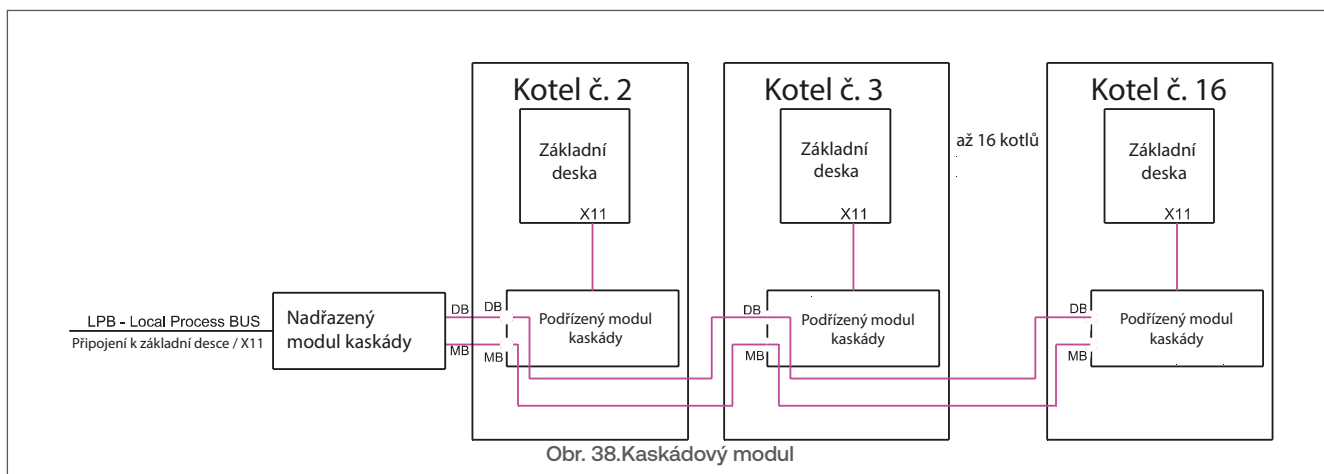 Kotel č. 2
Základní
deska
X11
Kotel č. 3
Základní
deska
X11
až 16 kotlů
Kotel č. 16
Základní
deska
X11
LPB - Local Process BUS
Připojení k základní desce / X11
Nadřazený
modul kaskády
DB
MB
DB
MB
Podřízený modul
kaskády
DB
MB
Podřízený modul
kaskády
DB
MB
Podřízený modul
kaskády
Obr. 38.Kaskádový modul